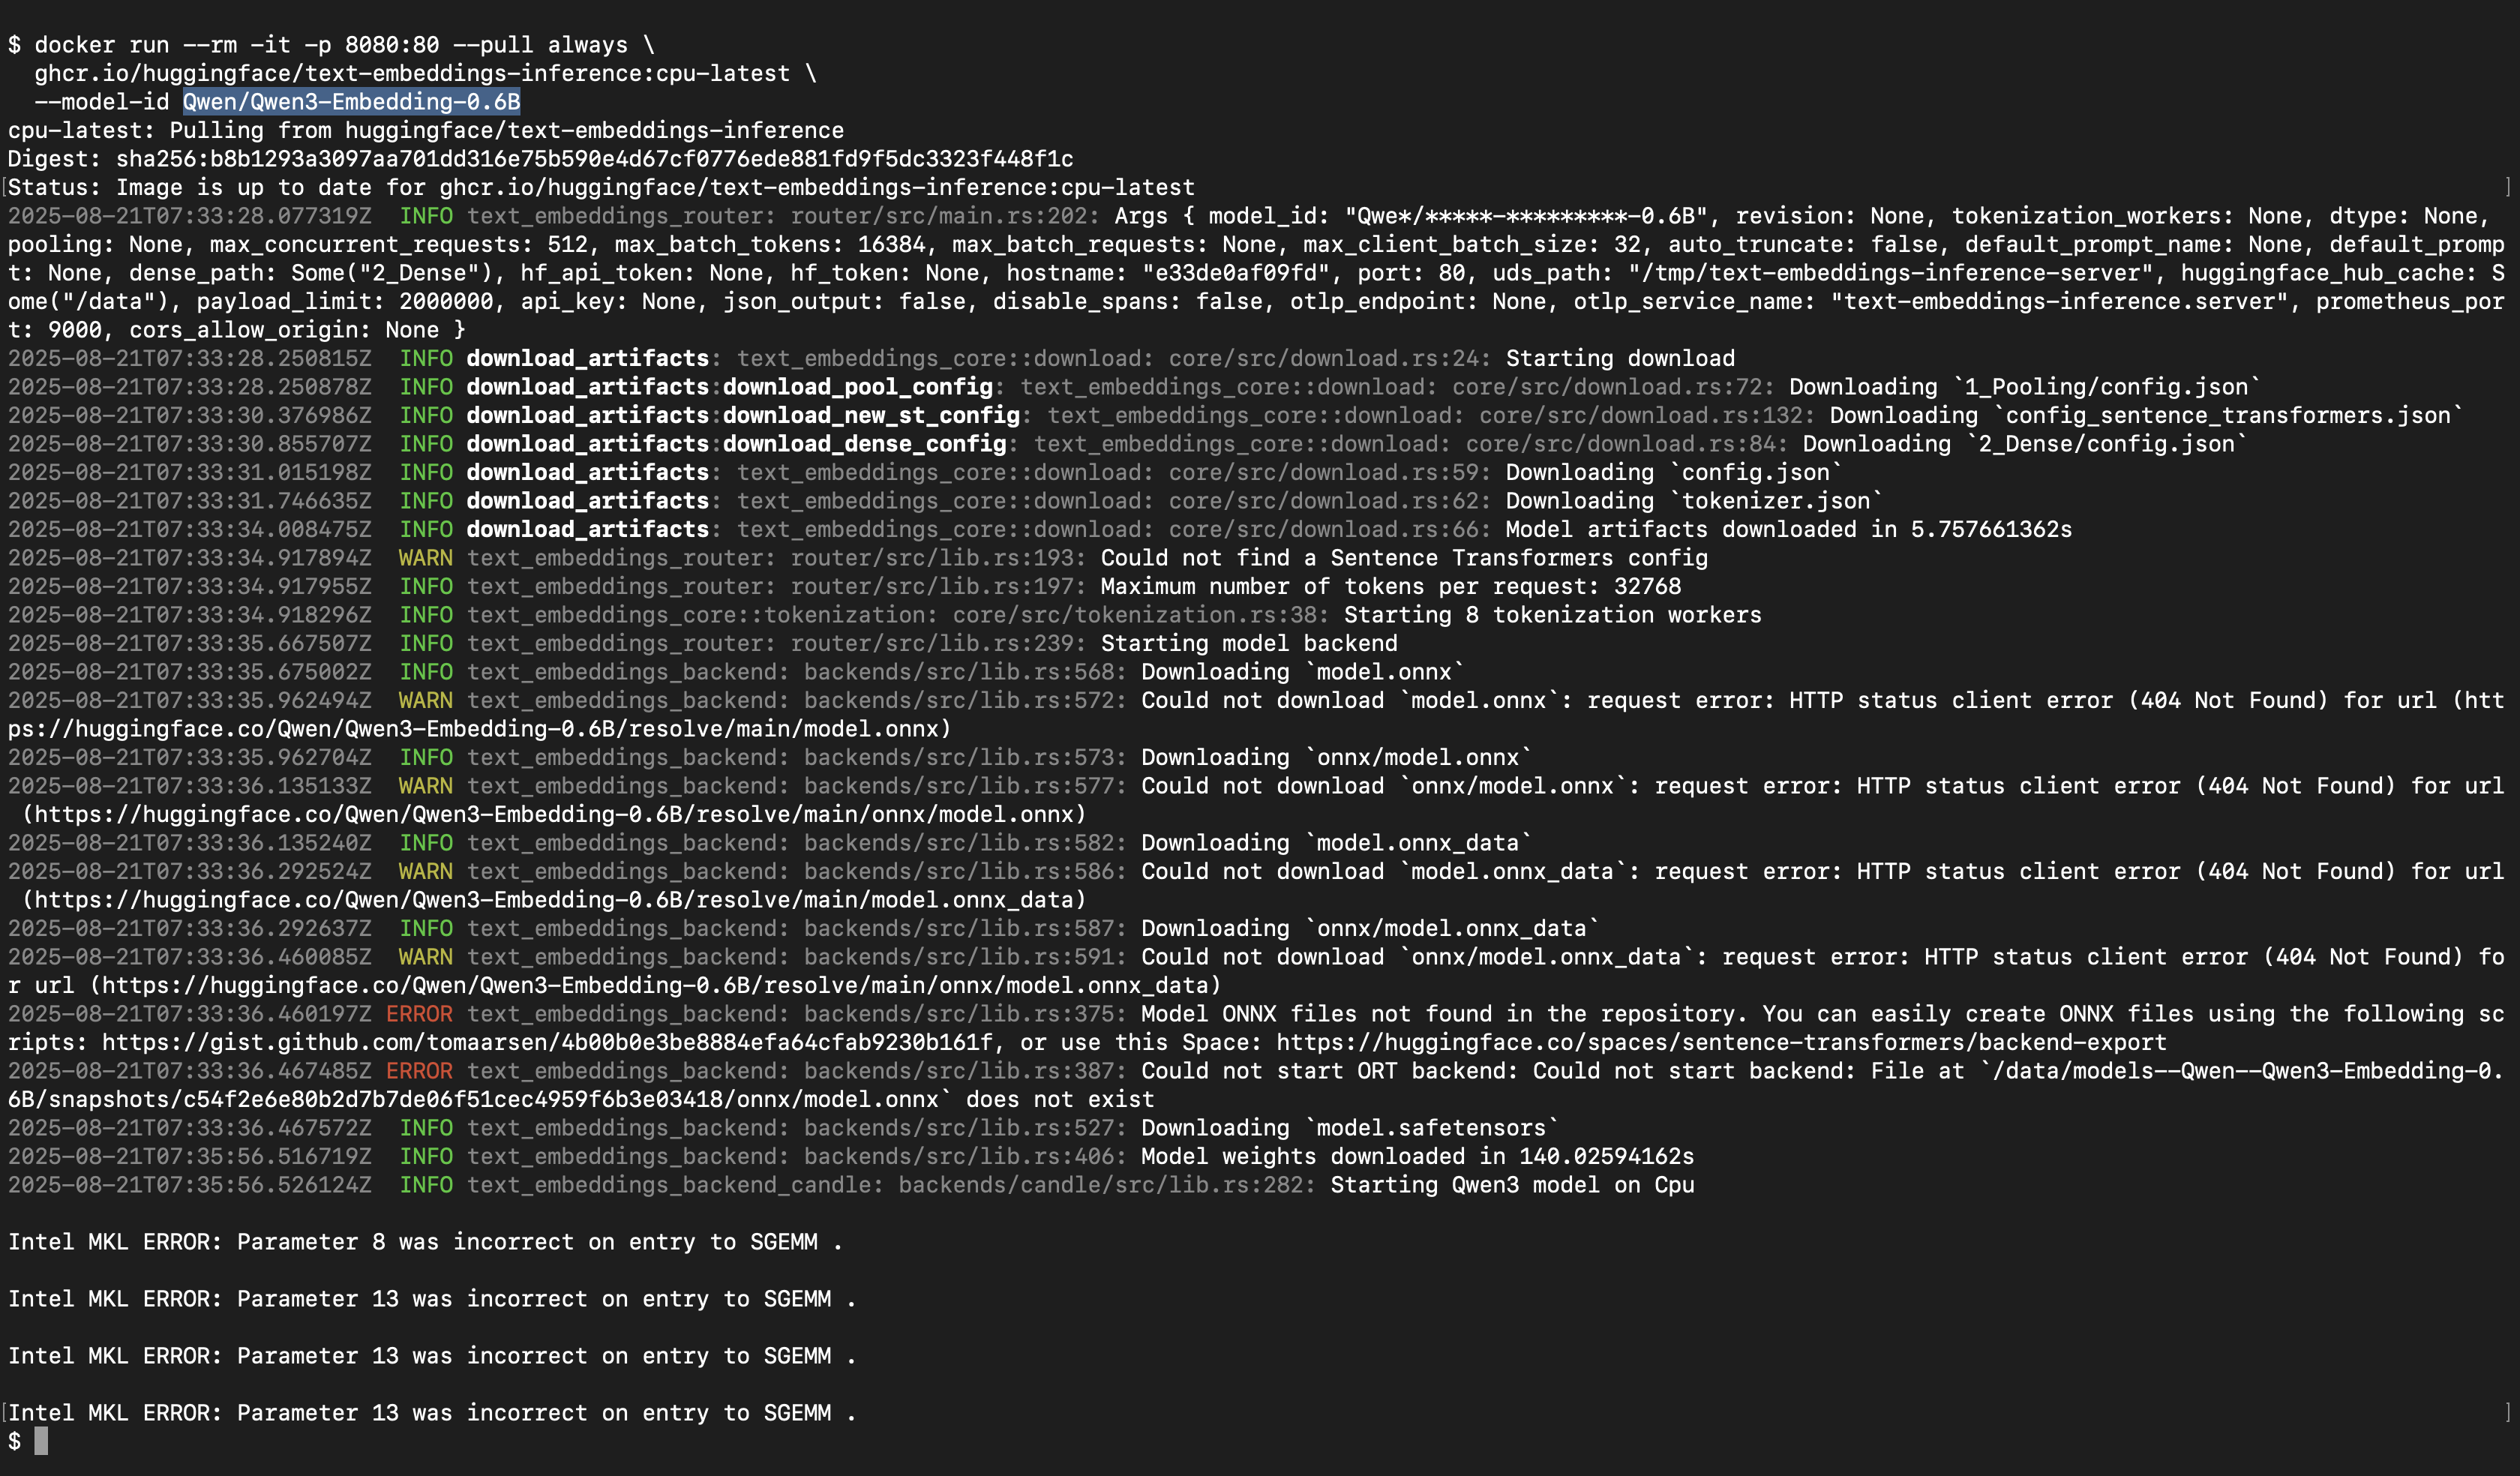 $ docker run --rm -it -p 8080:80 --pull always \
  ghcr.io/huggingface/text-embeddings-inference:cpu-latest \
  --model-id Qwen/Qwen3-Embedding-0.6B
cpu-latest: Pulling from huggingface/text-embeddings-inference
Digest: sha256:b8b1293a3097aa701dd316e75b590e4d67cf0776ede881fd9f5dc3323f448f1c
[Status: Image is up to date for ghcr.io/huggingface/text-embeddings-inference:cpu-latest ]
2025-08-21T07:33:28.077319Z  INFO text_embeddings_router: router/src/main.rs:202: Args { model_id: "Qwe*/*****-*********-0.6B", revision: None, tokenization_workers: None, dtype: None,
pooling: None, max_concurrent_requests: 512, max_batch_tokens: 16384, max_batch_requests: None, max_client_batch_size: 32, auto_truncate: false, default_prompt_name: None, default_promp
t: None, dense_path: Some("2_Dense"), hf_api_token: None, hf_token: None, hostname: "e33de0af09fd", port: 80, uds_path: "/tmp/text-embeddings-inference-server", huggingface_hub_cache: S
ome("/data"), payload_limit: 2000000, api_key: None, json_output: false, disable_spans: false, otlp_endpoint: None, otlp_service_name: "text-embeddings-inference.server", prometheus_por
t: 9000, cors_allow_origin: None }
2025-08-21T07:33:28.250815Z  INFO download_artifacts: text_embeddings_core::download: core/src/download.rs:24: Starting download
2025-08-21T07:33:28.250878Z  INFO download_artifacts:download_pool_config: text_embeddings_core::download: core/src/download.rs:72: Downloading `1_Pooling/config.json`
2025-08-21T07:33:30.376986Z  INFO download_artifacts:download_new_st_config: text_embeddings_core::download: core/src/download.rs:132: Downloading `config_sentence_transformers.json`
2025-08-21T07:33:30.855707Z  INFO download_artifacts:download_dense_config: text_embeddings_core::download: core/src/download.rs:84: Downloading `2_Dense/config.json`
2025-08-21T07:33:31.015198Z  INFO download_artifacts: text_embeddings_core::download: core/src/download.rs:59: Downloading `config.json`
2025-08-21T07:33:31.746635Z  INFO download_artifacts: text_embeddings_core::download: core/src/download.rs:62: Downloading `tokenizer.json`
2025-08-21T07:33:34.008475Z  INFO download_artifacts: text_embeddings_core::download: core/src/download.rs:66: Model artifacts downloaded in 5.757661362s
2025-08-21T07:33:34.917894Z  WARN text_embeddings_router: router/src/lib.rs:193: Could not find a Sentence Transformers config
2025-08-21T07:33:34.917955Z  INFO text_embeddings_router: router/src/lib.rs:197: Maximum number of tokens per request: 32768
2025-08-21T07:33:34.918296Z  INFO text_embeddings_core::tokenization: core/src/tokenization.rs:38: Starting 8 tokenization workers
2025-08-21T07:33:35.667507Z  INFO text_embeddings_router: router/src/lib.rs:239: Starting model backend
2025-08-21T07:33:35.675002Z  INFO text_embeddings_backend: backends/src/lib.rs:568: Downloading `model.onnx`
2025-08-21T07:33:35.962494Z  WARN text_embeddings_backend: backends/src/lib.rs:572: Could not download `model.onnx`: request error: HTTP status client error (404 Not Found) for url (htt
ps://huggingface.co/Qwen/Qwen3-Embedding-0.6B/resolve/main/model.onnx)
2025-08-21T07:33:35.962704Z  INFO text_embeddings_backend: backends/src/lib.rs:573: Downloading `onnx/model.onnx`
2025-08-21T07:33:36.135133Z  WARN text_embeddings_backend: backends/src/lib.rs:577: Could not download `onnx/model.onnx`: request error: HTTP status client error (404 Not Found) for url
 (https://huggingface.co/Qwen/Qwen3-Embedding-0.6B/resolve/main/onnx/model.onnx)
2025-08-21T07:33:36.135240Z  INFO text_embeddings_backend: backends/src/lib.rs:582: Downloading `model.onnx_data`
2025-08-21T07:33:36.292524Z  WARN text_embeddings_backend: backends/src/lib.rs:586: Could not download `model.onnx_data`: request error: HTTP status client error (404 Not Found) for url
 (https://huggingface.co/Qwen/Qwen3-Embedding-0.6B/resolve/main/model.onnx_data)
2025-08-21T07:33:36.292637Z  INFO text_embeddings_backend: backends/src/lib.rs:587: Downloading `onnx/model.onnx_data`
2025-08-21T07:33:36.460085Z  WARN text_embeddings_backend: backends/src/lib.rs:591: Could not download `onnx/model.onnx_data`: request error: HTTP status client error (404 Not Found) fo
r url (https://huggingface.co/Qwen/Qwen3-Embedding-0.6B/resolve/main/onnx/model.onnx_data)
2025-08-21T07:33:36.460197Z ERROR text_embeddings_backend: backends/src/lib.rs:375: Model ONNX files not found in the repository. You can easily create ONNX files using the following sc
ripts: https://gist.github.com/tomaarsen/4b00b0e3be8884efa64cfab9230b161f, or use this Space: https://huggingface.co/spaces/sentence-transformers/backend-export
2025-08-21T07:33:36.467485Z ERROR text_embeddings_backend: backends/src/lib.rs:387: Could not start ORT backend: Could not start backend: File at `/data/models--Qwen--Qwen3-Embedding-0.
6B/snapshots/c54f2e6e80b2d7b7de06f51cec4959f6b3e03418/onnx/model.onnx` does not exist
2025-08-21T07:33:36.467572Z  INFO text_embeddings_backend: backends/src/lib.rs:527: Downloading `model.safetensors`
2025-08-21T07:35:56.516719Z  INFO text_embeddings_backend: backends/src/lib.rs:406: Model weights downloaded in 140.02594162s
2025-08-21T07:35:56.526124Z  INFO text_embeddings_backend_candle: backends/candle/src/lib.rs:282: Starting Qwen3 model on Cpu
Intel MKL ERROR: Parameter 8 was incorrect on entry to SGEMM .
Intel MKL ERROR: Parameter 13 was incorrect on entry to SGEMM .
Intel MKL ERROR: Parameter 13 was incorrect on entry to SGEMM .
[Intel MKL ERROR: Parameter 13 was incorrect on entry to SGEMM . ]
$